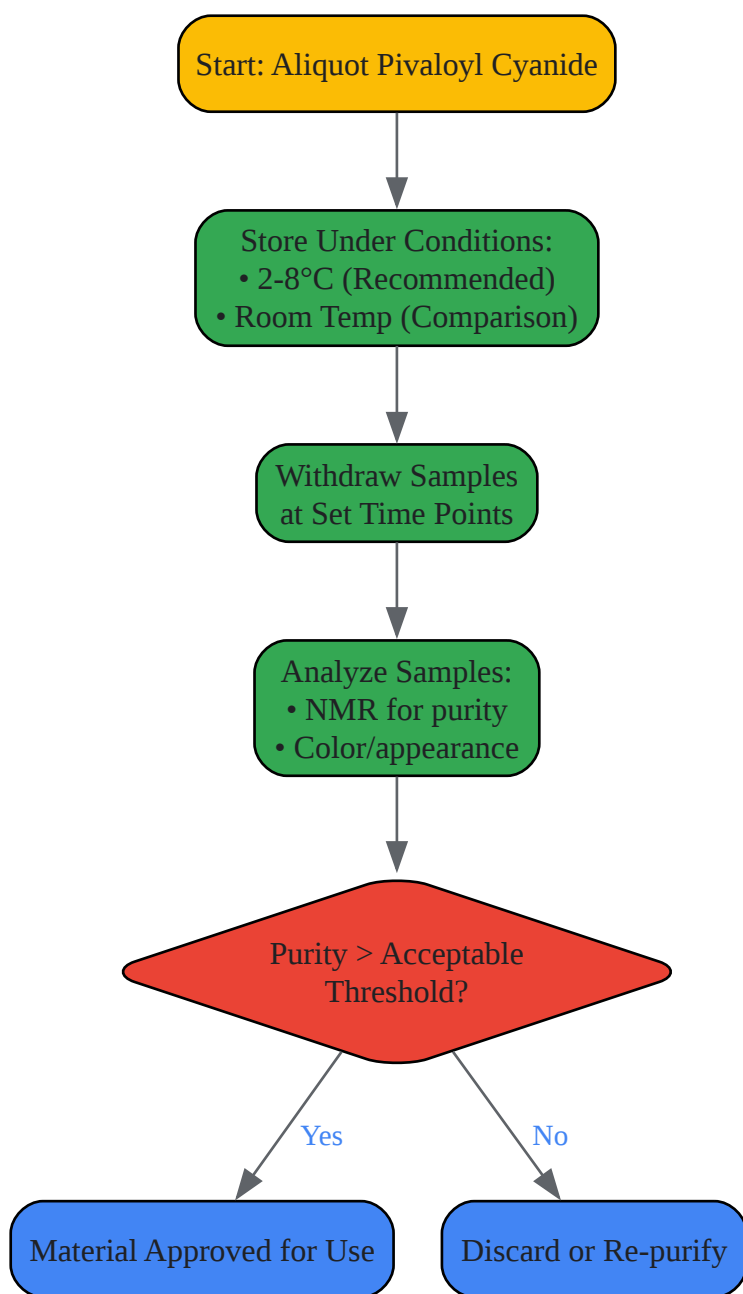 Start: Aliquot Pivaloyl Cyanide
Store Under Conditions:
• 2-8°C (Recommended)
• Room Temp (Comparison)
Withdraw Samples
at Set Time Points
Analyze Samples:
• NMR for purity
• Color/appearance
Purity > Acceptable
Threshold?
Yes
No
Material Approved for Use
Discard or Re-purify